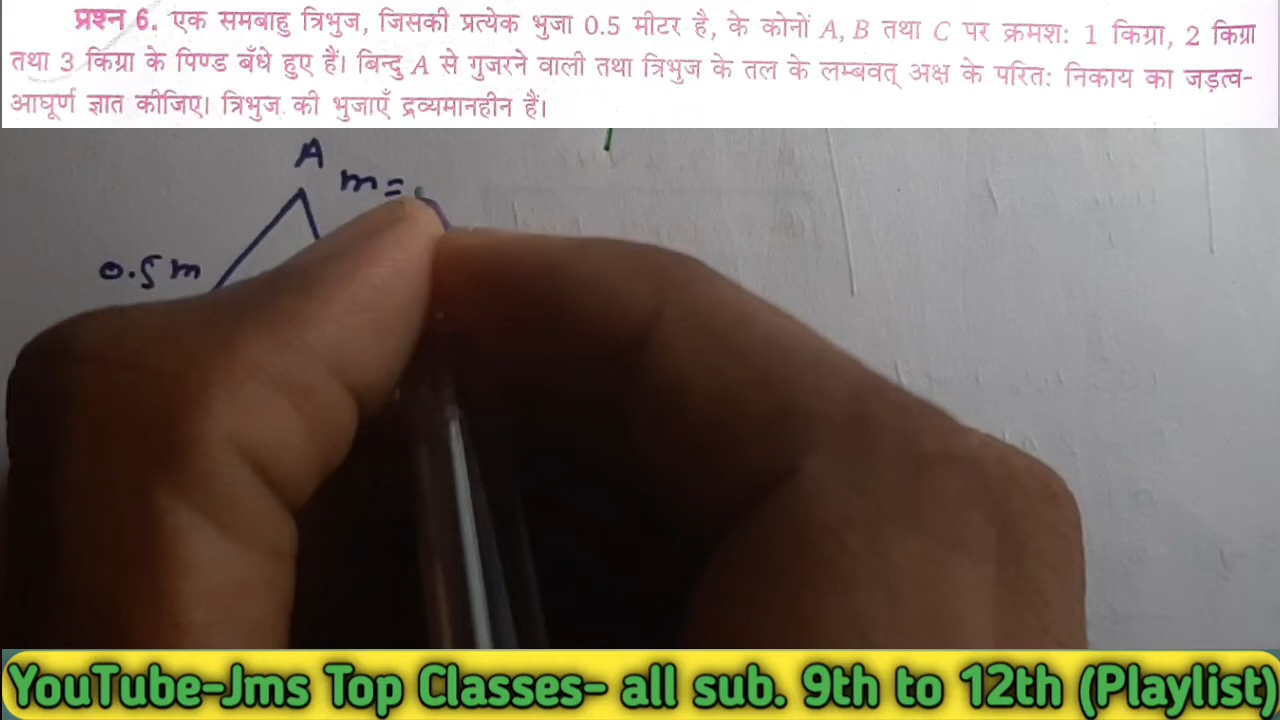 प्रश्न 6. एक समबाहु त्रिभुज, जिसकी प्रत्येक भुजा 0.5 मीटर है, के कोनों A, B तथा C पर क्रमश: 1 किग्रा, 2 किग्रा
तथा 3 किग्रा के पिण्ड बँधे हुए हैं। बिन्दु A से गुजरने वाली तथा त्रिभुज के तल के लम्बवत् अक्ष के परित: निकाय का जड़त्व-
आघूर्ण ज्ञात कीजिए। त्रिभुज की भुजाएँ द्रव्यमानहीन हैं।
A
m=
0.5 m
YouTube-Jms Top Classes- all sub. 9th to 12th (Playlist)